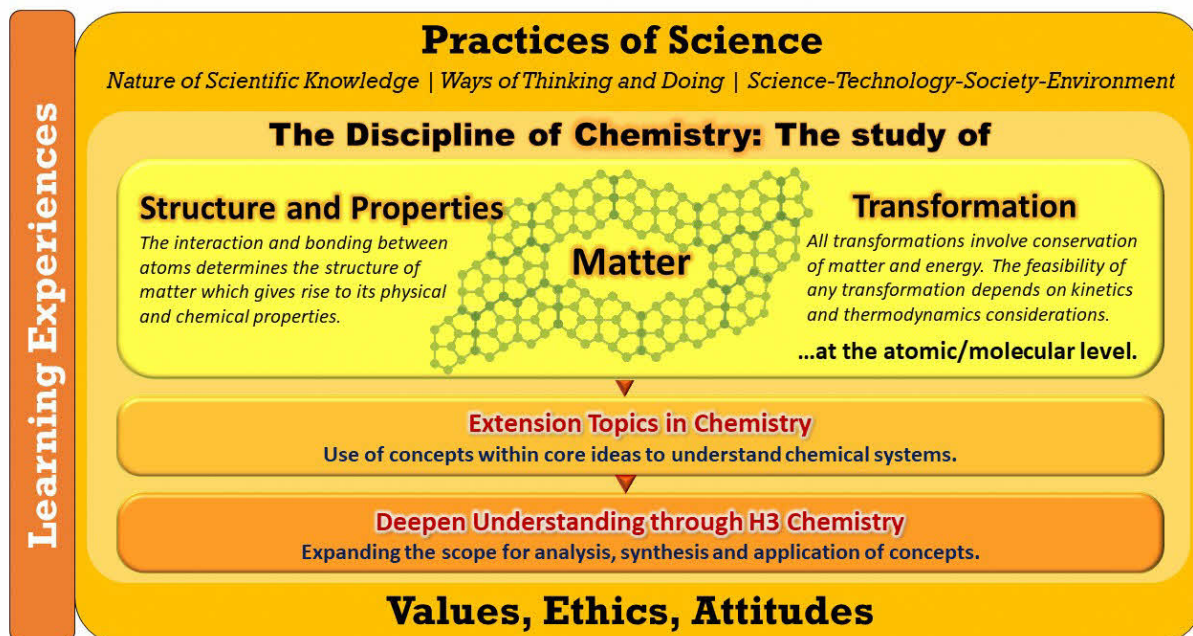 Learning Experiences
Practices of Science
Nature of Scientific Knowledge | Ways of Thinking and Doing | Science-Technology-Society-Environment
The Discipline of Chemistry: The study of
Structure and Properties
The interaction and bonding between
atoms determines the structure of
matter which gives rise to its physical
and chemical properties.
Matter
Transformation
All transformations involve conservation
of matter and energy. The feasibility of
any transformation depends on kinetics
and thermodynamics considerations.
...at the atomic/molecular level.
Extension Topics in Chemistry
Use of concepts within core ideas to understand chemical systems.
Deepen Understanding through H3 Chemistry
Expanding the scope for analysis, synthesis and application of concepts.
Values, Ethics, Attitudes